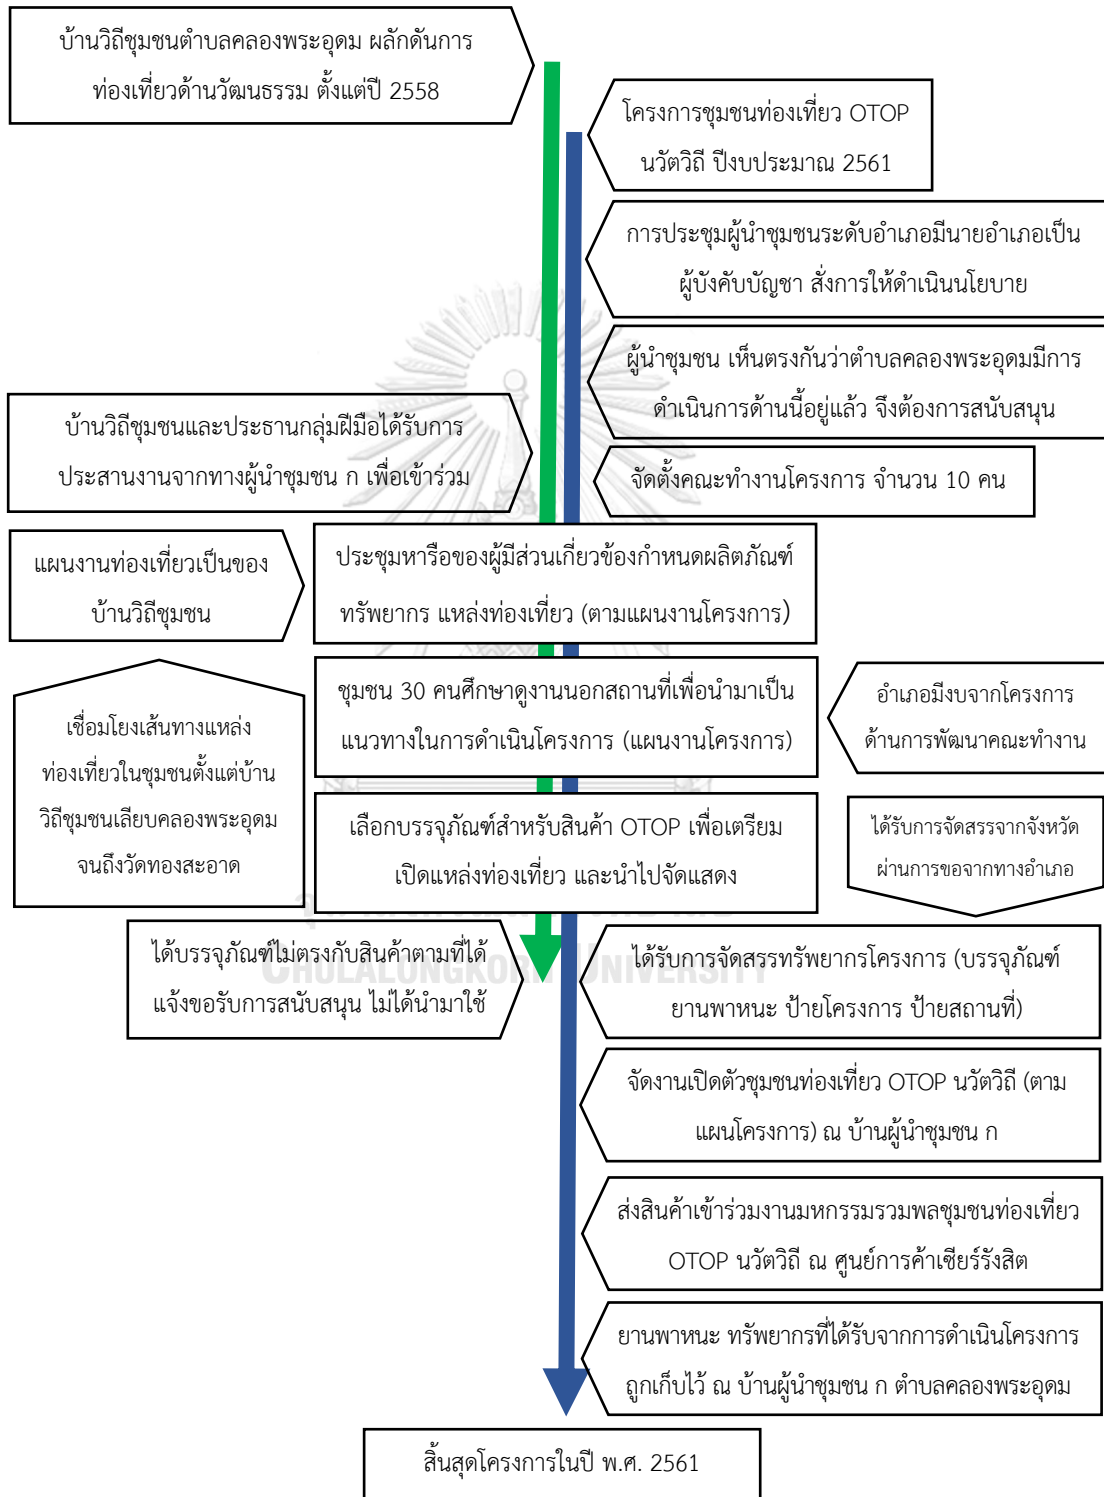 บ้านวิถีชุมชนตำบลคลองพระอุดม ผลักดันการ
ท่องเที่ยวด้านวัฒนธรรม ตั้งแต่ปี 2558
โครงการชุมชนท่องเที่ยว OTOP
นวัตวิถี ปีงบประมาณ 2561
การประชุมผู้นำชุมชนระดับอำเภอมีนายอำเภอเป็น
ผู้บังคับบัญชา สั่งการให้ดำเนินนโยบาย
ผู้นำชุมชน เห็นตรงกันว่าตำบลคลองพระอุดมมีการ
ดำเนินการด้านนี้อยู่แล้ว จึงต้องการสนับสนุน
บ้านวิถีชุมชนและประธานกลุ่มฝีมือได้รับการ
ประสานงานจากทางผู้นำชุมชน ก เพื่อเข้าร่วม
จัดตั้งคณะทำงานโครงการ จำนวน 10 คน
แผนงานท่องเที่ยวเป็นของ
บ้านวิถีชุมชน
ประชุมหารือของผู้มีส่วนเกี่ยวข้องกำหนดผลิตภัณฑ์
ทรัพยากร แหล่งท่องเที่ยว (ตามแผนงานโครงการ)
เชื่อมโยงเส้นทางแหล่ง
ท่องเที่ยวในชุมชนตั้งแต่บ้าน
วิถีชุมชนเลียบคลองพระอุดม
จนถึงวัดทองสะอาด
ชุมชน 30 คนศึกษาดูงานนอกสถานที่เพื่อนำมาเป็น
แนวทางในการดำเนินโครงการ (แผนงานโครงการ)
อำเภอมีงบจากโครงการ
ด้านการพัฒนาคณะทำงาน
เลือกบรรจุภัณฑ์สำหรับสินค้า OTOP เพื่อเตรียม
เปิดแหล่งท่องเที่ยว และนำไปจัดแสดง
ได้รับการจัดสรรจากจังหวัด
ผ่านการขอจากทางอำเภอ
ได้บรรจุภัณฑ์ไม่ตรงกับสินค้าตามที่ได้
แจ้งขอรับการสนับสนุน ไม่ได้นำมาใช้
CHULALONGKORN UNIVERSITY
ได้รับการจัดสรรทรัพยากรโครงการ (บรรจุภัณฑ์
ยานพาหนะ ป้ายโครงการ ป้ายสถานที่)
จัดงานเปิดตัวชุมชนท่องเที่ยว OTOP นวัตวิถี (ตาม
แผนโครงการ) ณ บ้านผู้นำชุมชน ก
ส่งสินค้าเข้าร่วมงานมหกรรมรวมพลชุมชนท่องเที่ยว
OTOP นวัตวิถี ณ ศูนย์การค้าเซียร์รังสิต
ยานพาหนะ ทรัพยากรที่ได้รับจากการดำเนินโครงการ
ถูกเก็บไว้ ณ บ้านผู้นำชุมชน ก ตำบลคลองพระอุดม
สิ้นสุดโครงการในปี พ.ศ. 2561